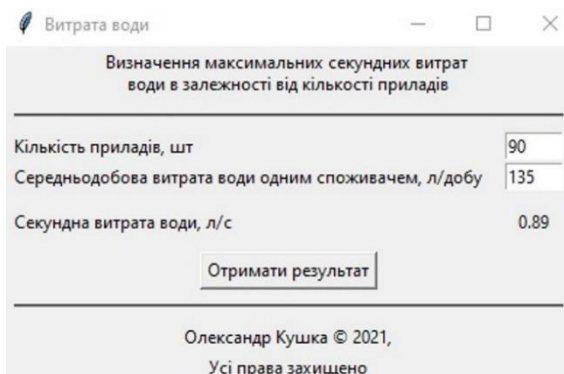 Витрата води
Визначення максимальних секундних витрат
води в залежності від кількості приладів
Кількість приладів, шт 90
Середньодобова витрата води одним споживачем, л/добу 135
Секундна витрата води, л/с 0.89
Отримати результат
Олександр Кушка © 2021,
Усі права захищено